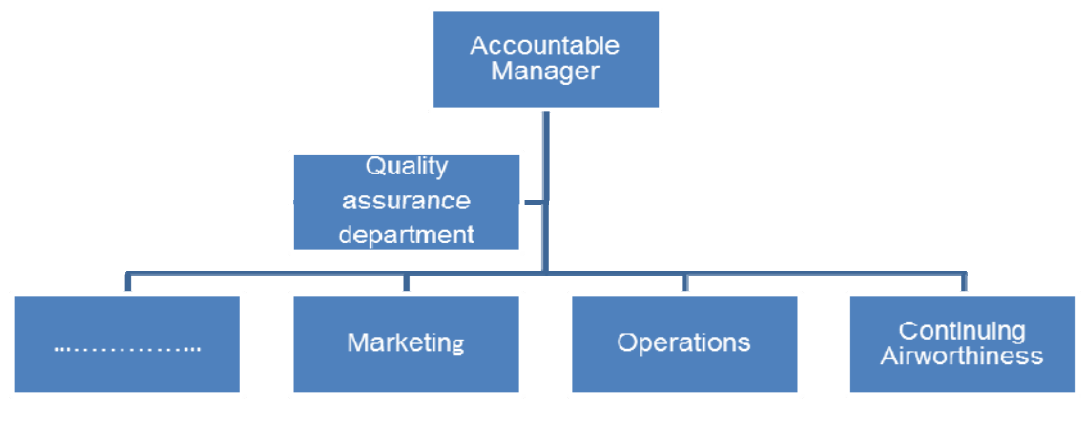 Accountable
Manager
Quality
assurance
department
...…………...
Marketing
Operations
Continuing
Airworthiness